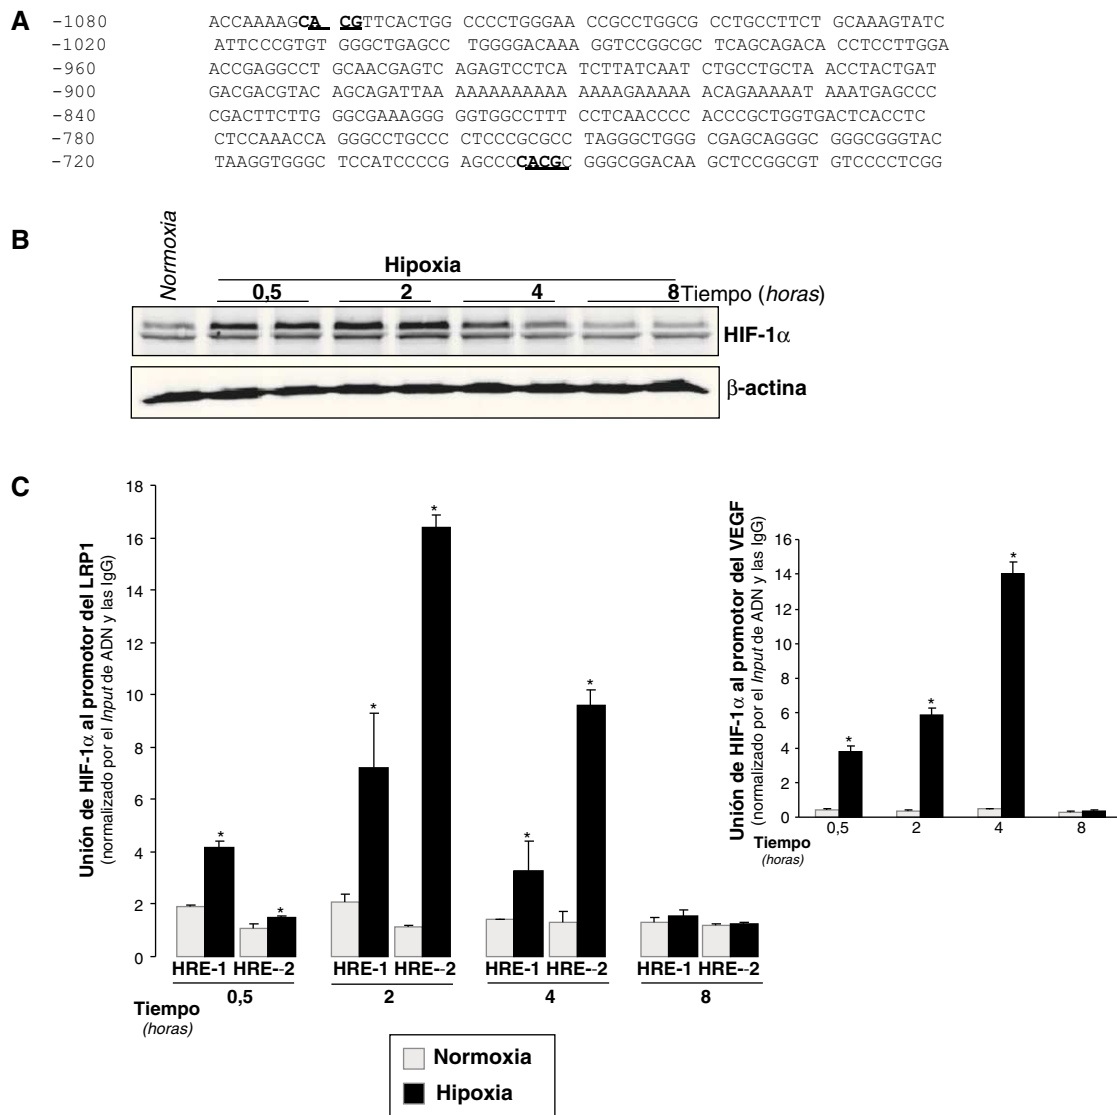 A
-1080 ACCAAAAGCA CGTTCACTGG CCCCTGGGAA CCGCCTGGCG CCTGCCTTCT GCAAAGTATC
-1020 ATTCCCGTGT GGGCTGAGCC TGGGGACAAA GGTCCGGCGC TCAGCAGACA CCTCCTTGGA
-960 ACCGAGGCCT GCAACGAGTC AGAGTCCTCA TCTTATCAAT CTGCCTGCTA ACCTACTGAT
-900 GACGACGTAC AGCAGATTAA AAAAAAAAAA AAAAGAAAAA ACAGAAAAAT AAATGAGCCC
-840 CGACTTCTTG GGCGAAAGGG GGTGGCCTTT CCTCAACCCC ACCCGCTGGTGACTCACCTC
-780 CTCCAAACCA GGGCCTGCCC CTCCCGCGCC TAGGGCTGGG CGAGCAGGGC GGGCGGGTAC
-720 TAAGGTGGGC TCCATCCCCG AGCCCCACGC GGGCGGACAA GCTCCGGCGT GTCCCCTCGG
B
Normoxia
Hipoxia
0,5 2 4 8 Tiempo (horas)
HIF-1α
β-actina
C
Unión de HIF-1α al promotor del LRP1
(normalizado por el Input de ADN y las IgG)
18
16
14
12
10
8
6
4
2
0
* * * * * *
HRE-1 HRE--2 HRE-1 HRE--2 HRE-1 HRE--2 HRE-1 HRE--2
0,5 2 4 8
Tiempo
(horas)
Unión de HIF-1α al promotor del VEGF
(normalizado por el Input de ADN y las IgG)
16
14
12
10
8
6
4
2
0
* * *
0,5 2 4 8
Tiempo
(horas)
Normoxia
Hipoxia